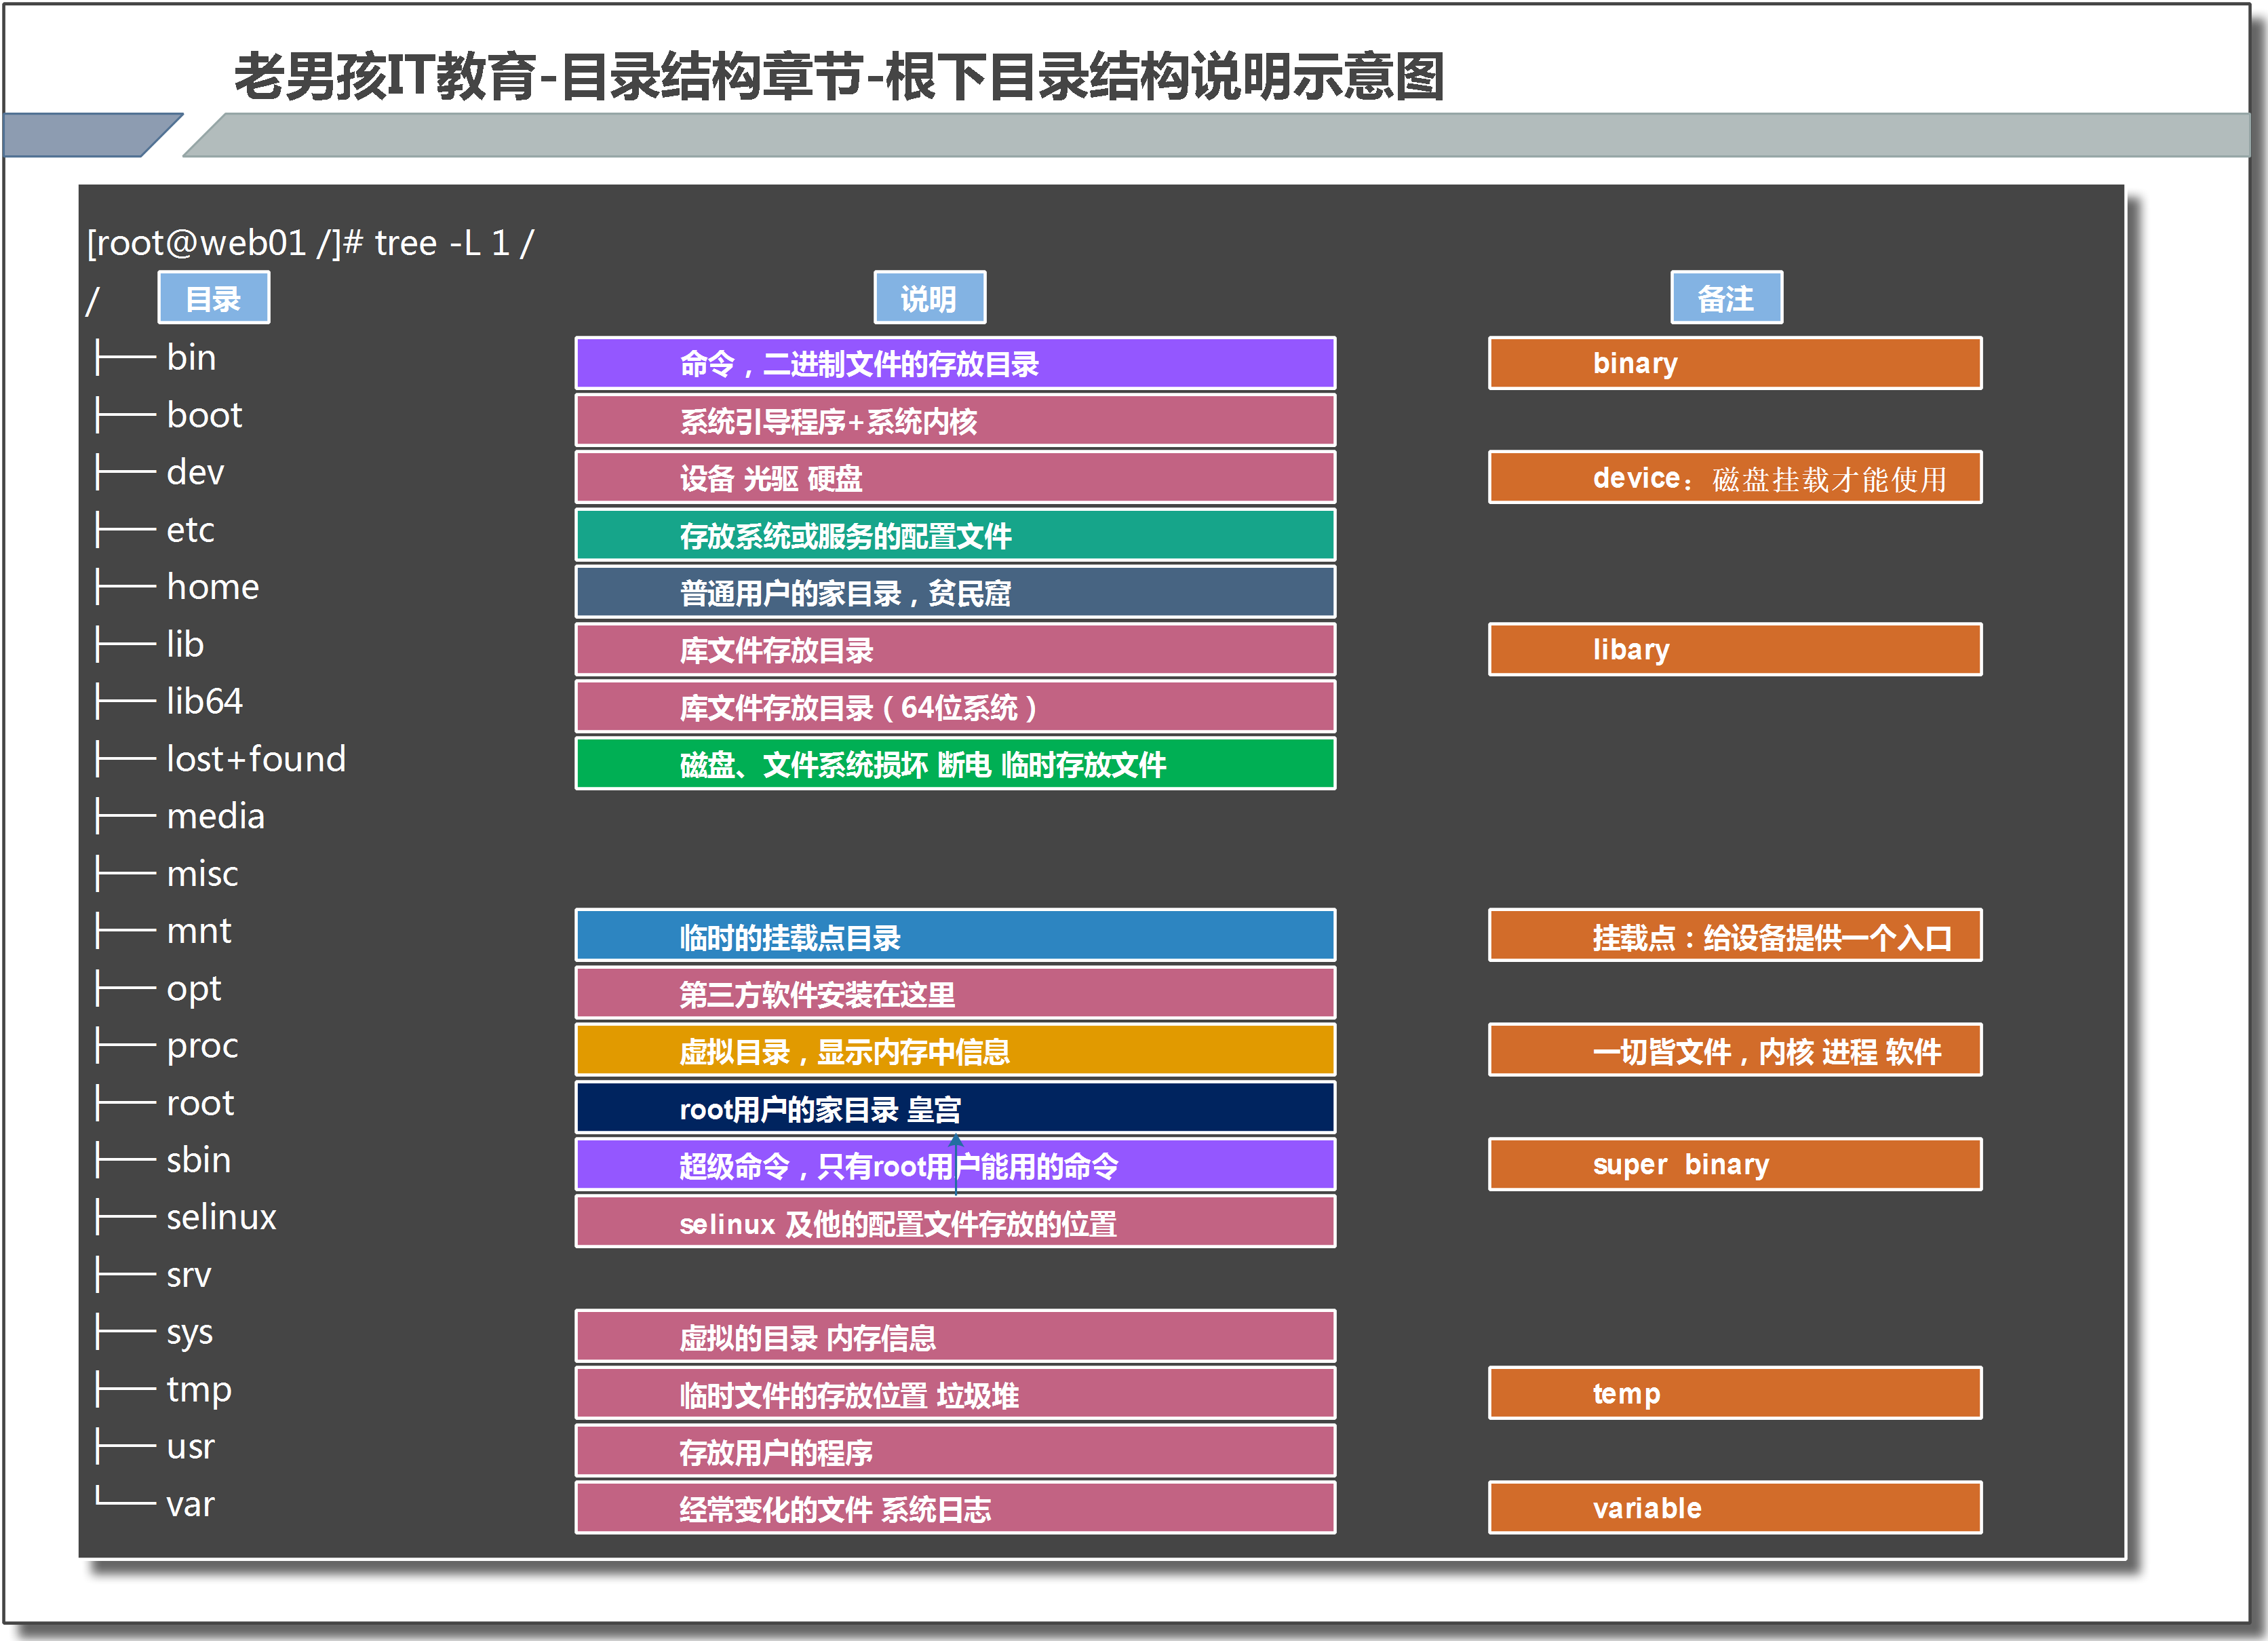 老男孩IT教育-目录结构章节-根下目录结构说明示意图
[root@web01 /]# tree -L 1 /
/ 目录 说明 备注
├── bin 命令，二进制文件的存放目录 binary
├── boot 系统引导程序+系统内核
├── dev 设备 光驱 硬盘 device：磁盘挂载才能使用
├── etc 存放系统或服务的配置文件
├── home 普通用户的家目录，贫民窟
├── lib 库文件存放目录 libary
├── lib64 库文件存放目录（64位系统）
├── lost+found 磁盘、文件系统损坏 断电 临时存放文件
├── media
├── misc
├── mnt 临时的挂载点目录 挂载点：给设备提供一个入口
├── opt 第三方软件安装在这里
├── proc 虚拟目录，显示内存中信息 一切皆文件，内核 进程 软件
├── root root用户的家目录 皇宫
├── sbin 超级命令，只有root用户能用的命令 super binary
├── selinux selinux 及他的配置文件存放的位置
├── srv
├── sys 虚拟的目录 内存信息
├── tmp 临时文件的存放位置 垃圾堆 temp
├── usr 存放用户的程序
└── var 经常变化的文件 系统日志 variable